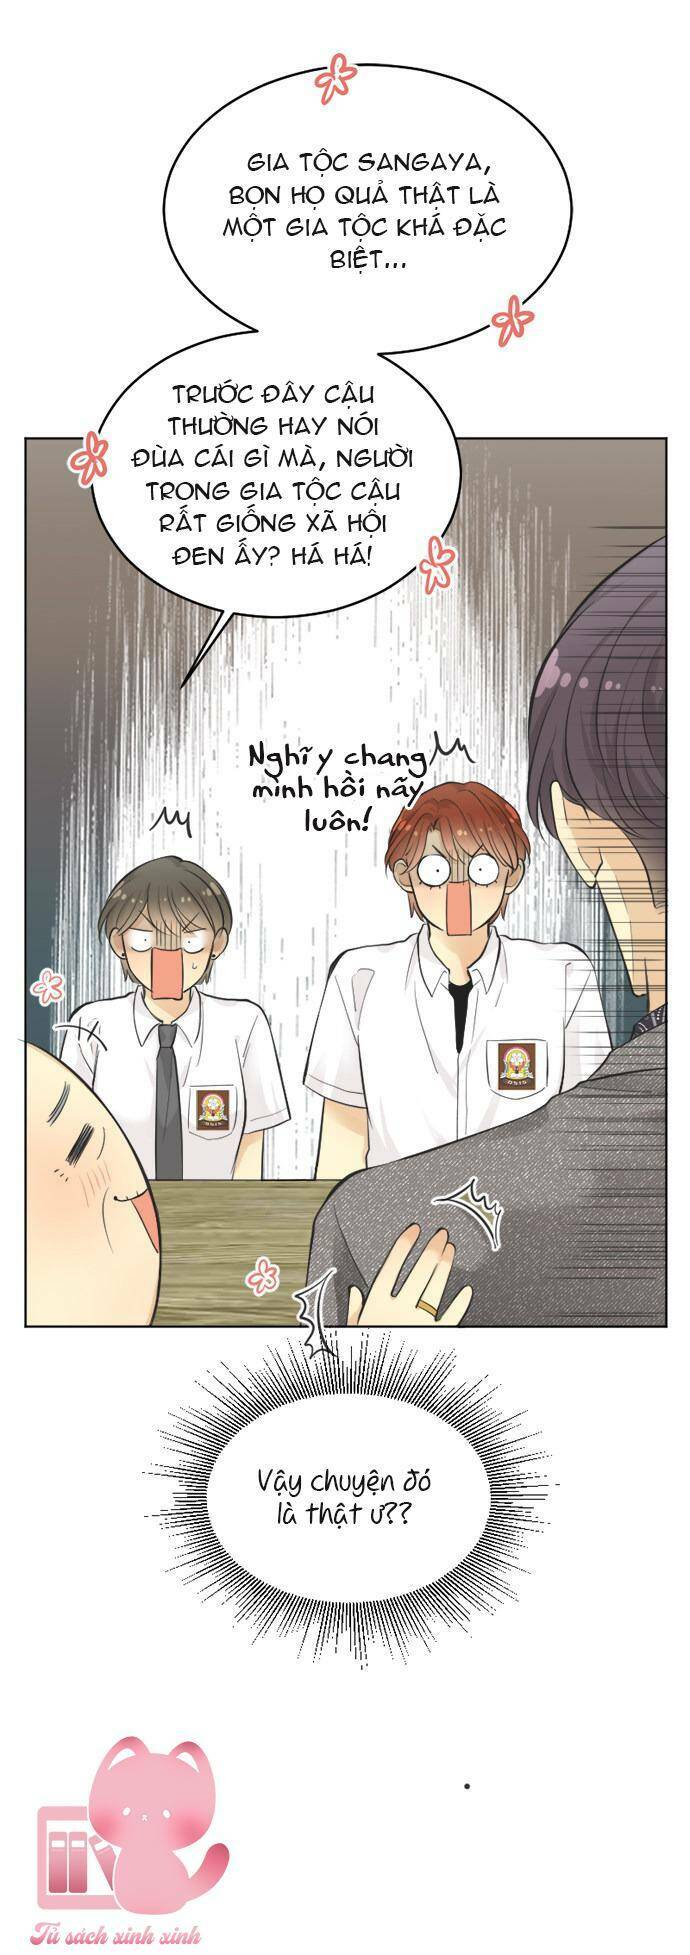 GIA TỘC SANGAYA,
BỌN HỌ QUẢ THẬT LÀ
MỘT GIA TỘC KHÁ ĐẶC
BIỆT...
TRƯỚC ĐÂY CẬU
THƯỜNG HAY NÓI
ĐÙA CÁI GÌ MÀ, NGƯỜI
TRONG GIA TỘC CẬU
RẤT GIỐNG XÃ HỘI
ĐEN ẤY? HÁ HÁ!
Nghĩ y chang
mình hồi nãy
luôn!
OSIS
OSIS
Vậy chuyện đó
là thật ư??
Tủ sách xinh xinh